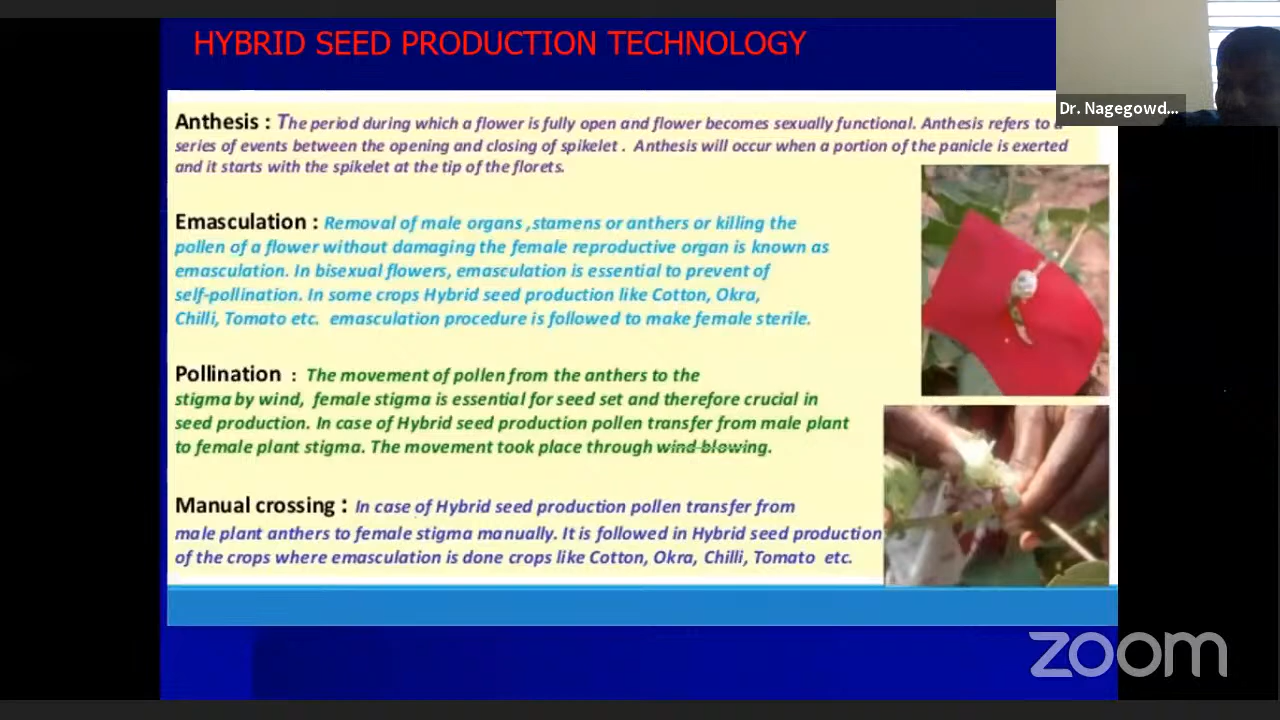 HYBRID SEED PRODUCTION TECHNOLOGY
Dr. Nagegowd...
Anthesis : The period during which a flower is fully open and flower becomes sexually functional. Anthesis refers to a
series of events between the opening and closing of spikelet . Anthesis will occur when a portion of the panicle is exerted
and it starts with the spikelet at the tip of the florets.
Emasculation : Removal of male organs ,stamens or anthers or killing the
pollen of a flower without damaging the female reproductive organ is known as
emasculation. In bisexual flowers, emasculation is essential to prevent of
self-pollination. In some crops Hybrid seed production like Cotton, Okra,
Chilli, Tomato etc. emasculation procedure is followed to make female sterile.
Pollination : The movement of pollen from the anthers to the
stigma by wind, female stigma is essential for seed set and therefore crucial in
seed production. In case of Hybrid seed production pollen transfer from male plant
to female plant stigma. The movement took place through wind blowing.
Manual crossing : In case of Hybrid seed production pollen transfer from
male plant anthers to female stigma manually. It is followed in Hybrid seed production
of the crops where emasculation is done crops like Cotton, Okra, Chilli, Tomato etc.
zoom